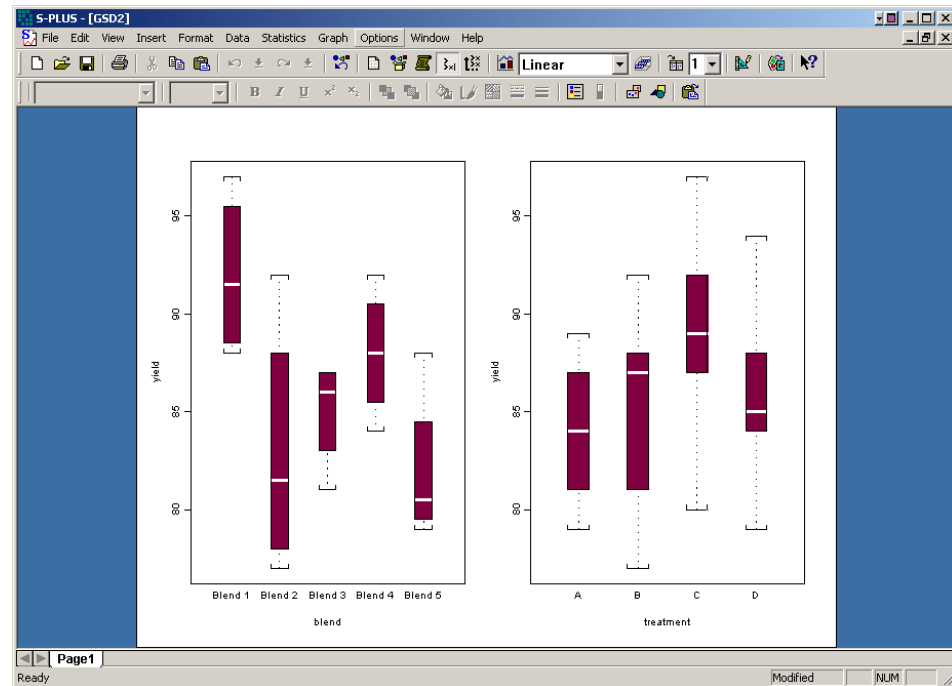 S-PLUS - [GSD2]
File Edit View Insert Format Data Statistics Graph Options Window Help
Linear 1
B I U x² x₂
95
90
85
80
yield
Blend 1 Blend 2 Blend 3 Blend 4 Blend 5
blend
95
90
85
80
yield
A B C D
treatment
Page1
Ready Modified NUM